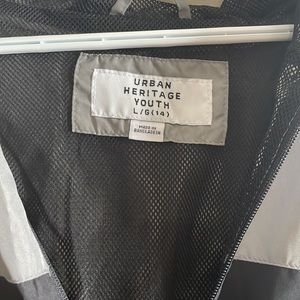 URBAN
HERITAGE
YOUTH
L/G(14)
MADE IN
BANGLADESH